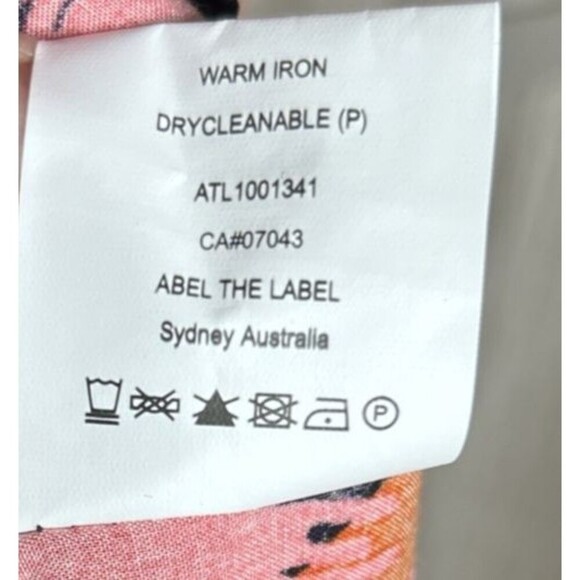 WARM IRON
DRYCLEANABLE (P)
ATL1001341
CA#07043
ABEL THE LABEL
Sydney Australia
P